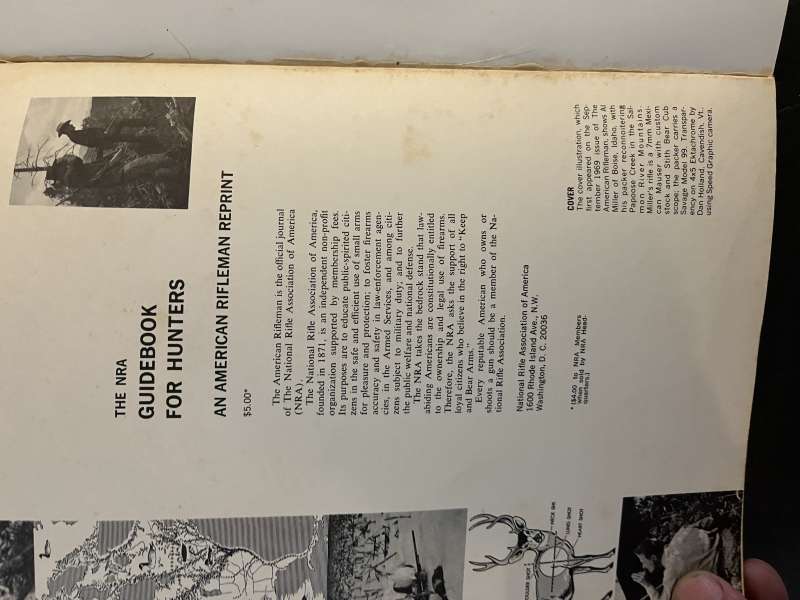 THE NRA
GUIDEBOOK
FOR HUNTERS
AN AMERICAN RIFLEMAN REPRINT
$5.00*
The American Rifleman is the official journal
of The National Rifle Association of America
(NRA).
The National Rifle Association of America,
founded in 1871, is an independent non-profit
organization supported by membership fees.
Its purposes are to educate public-spirited citi-
zens in the safe and efficient use of small arms
for pleasure and protection; to foster firearms
accuracy and safety in law-enforcement agen-
cies, in the Armed Services, and among citi-
zens subject to military duty; and to further
the public welfare and national defense.
The NRA takes the bedrock stand that law-
abiding Americans are constitutionally entitled
to the ownership and legal use of firearms.
Therefore, the NRA asks the support of all
loyal citizens who believe in the right to "Keep
and Bear Arms."
Every reputable American who owns or
shoots a gun should be a member of the Na-
tional Rifle Association.
National Rifle Association of America
1600 Rhode Island Ave., N.W.
Washington, D. C. 20036
* ($4.00 to NRA Members
when sold by NRA Head-
quarters.)
COVER
The cover illustration, which
first appeared on the Sep-
tember 1969 issue of The
American Rifleman, shows Al
Miller of Boise, Idaho, with
his packer reconnoitering
Papoose Creek in the Sal-
mon River Mountains.
Miller's rifle is a 7mm Mexi-
can Mauser with custom
stock and Stith Bear Cub
scope; the packer carries a
Savage Model 99. Transpar-
ency on 4x5 Ektachrome by
Dan Holland, Cavendish, Vt.,
using Speed Graphic camera.
NECK SHOT
LUNG SHOT
HEART SHOT
SHOULDER SHOT